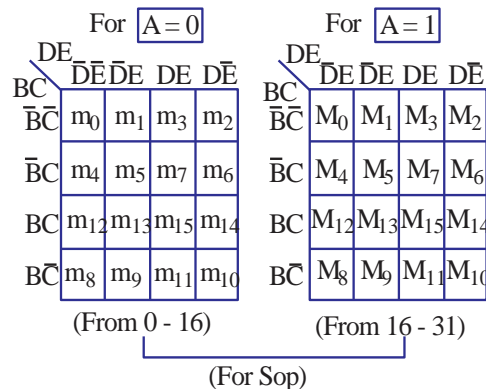 For A = 0 For A = 1
DE D̅E̅ D̅E DE DE̅ DE D̅E D̅E DE DE̅
BC BC
B̅C̅ m₀ m₁ m₃ m₂ B̅C̅ M₀ M₁ M₃ M₂
B̅C m₄ m₅ m₇ m₆ B̅C M₄ M₅ M₇ M₆
BC m₁₂ m₁₃ m₁₅ m₁₄ BC M₁₂ M₁₃ M₁₅ M₁₄
BC̅ m₈ m₉ m₁₁ m₁₀ BC̅ M₈ M₉ M₁₁ M₁₀
(From 0 - 16) (From 16 - 31)
(For Sop)